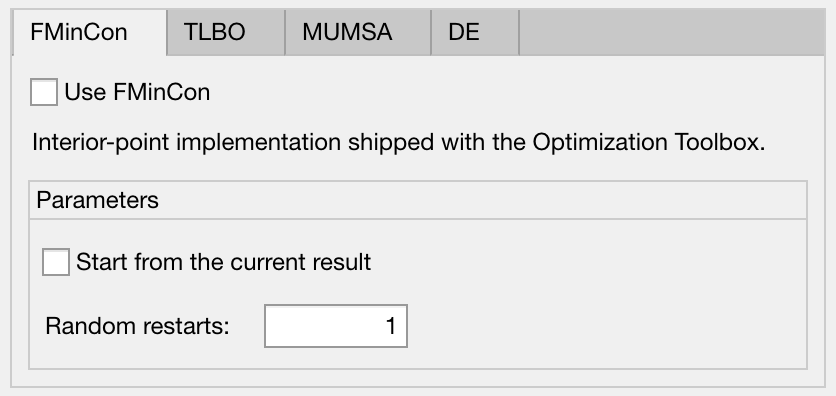 FMinCon TLBO MUMSA DE
Use FMinCon
Interior-point implementation shipped with the Optimization Toolbox.
Parameters
Start from the current result
Random restarts: 1